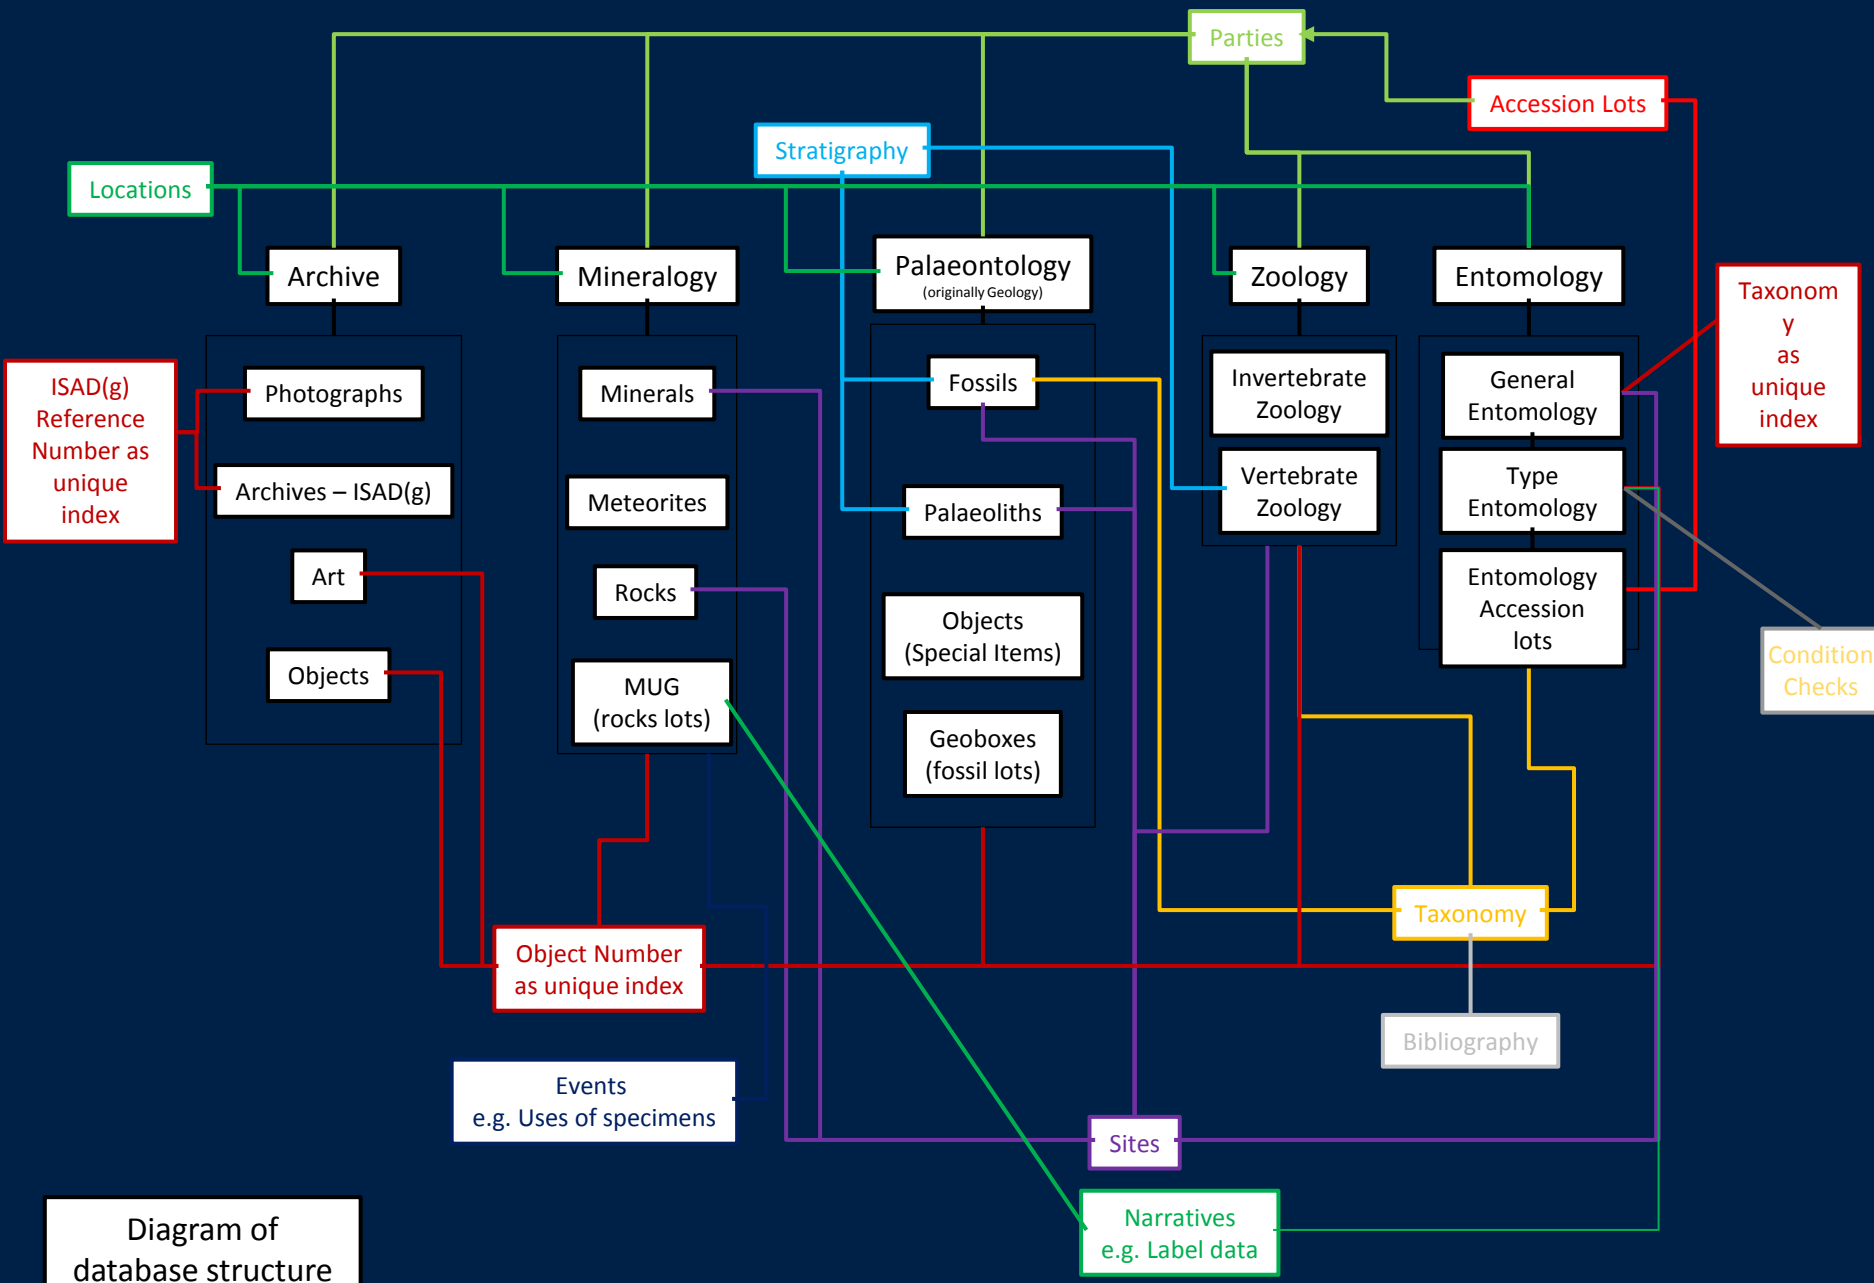 Parties
Accession Lots
Stratigraphy
Locations
Archive
Mineralogy
Palaeontology
(originally Geology)
Zoology
Entomology
Taxonom
y
as
unique
index
ISAD(g)
Reference
Number as
unique
index
Photographs
Archives – ISAD(g)
Art
Objects
Minerals
Meteorites
Rocks
MUG
(rocks lots)
Fossils
Palaeoliths
Objects
(Special Items)
Geoboxes
(fossil lots)
Invertebrate
Zoology
Vertebrate
Zoology
General
Entomology
Type
Entomology
Entomology
Accession
lots
Condition
Checks
Taxonomy
Object Number
as unique index
Bibliography
Events
e.g. Uses of specimens
Sites
Narratives
e.g. Label data
Diagram of
database structure